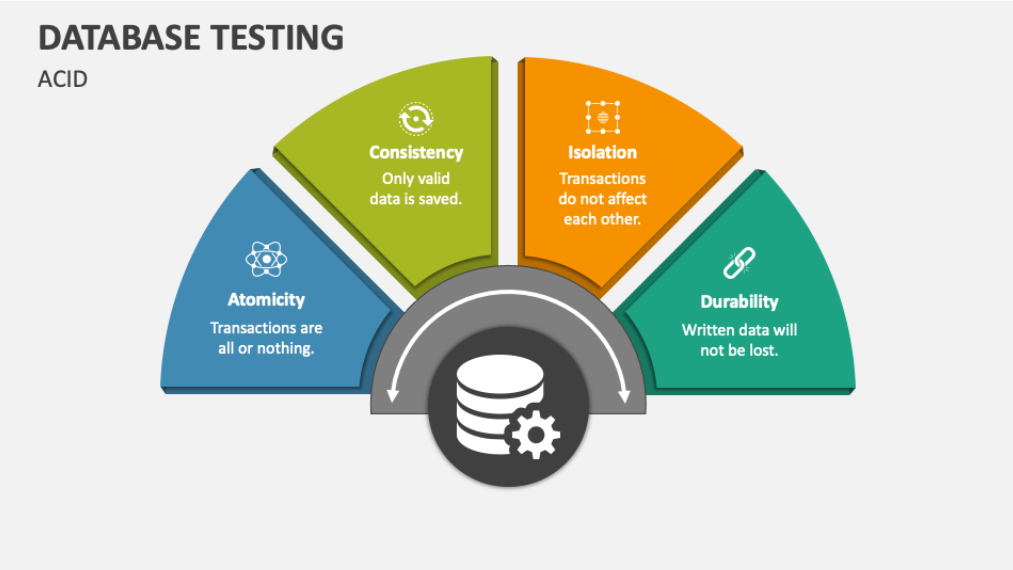 DATABASE TESTING
ACID
Atomicity
Transactions are
all or nothing.
Consistency
Only valid
data is saved.
Isolation
Transactions
do not affect
each other.
Durability
Written data will
not be lost.